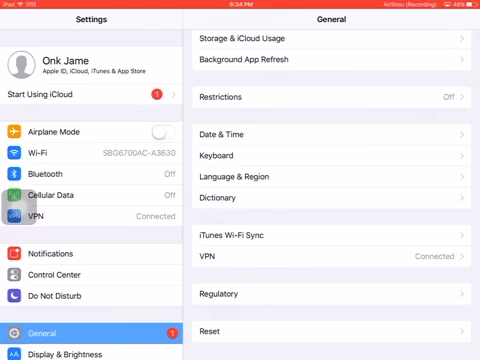 iPad
6:34 PM
AirShou (Recording)
46%
Settings
General
Onk Jame
Apple ID, iCloud, iTunes & App Store
Start Using iCloud
1
Airplane Mode
Wi-Fi
SBG6700AC-A3630
Bluetooth
Off
Cellular Data
Off
VPN
VPN
Connected
Notifications
Control Center
Do Not Disturb
General
1
AA
Display & Brightness
Storage & iCloud Usage
Background App Refresh
Restrictions
Off
Date & Time
Keyboard
Language & Region
Dictionary
iTunes Wi-Fi Sync
VPN
Connected
Regulatory
Reset